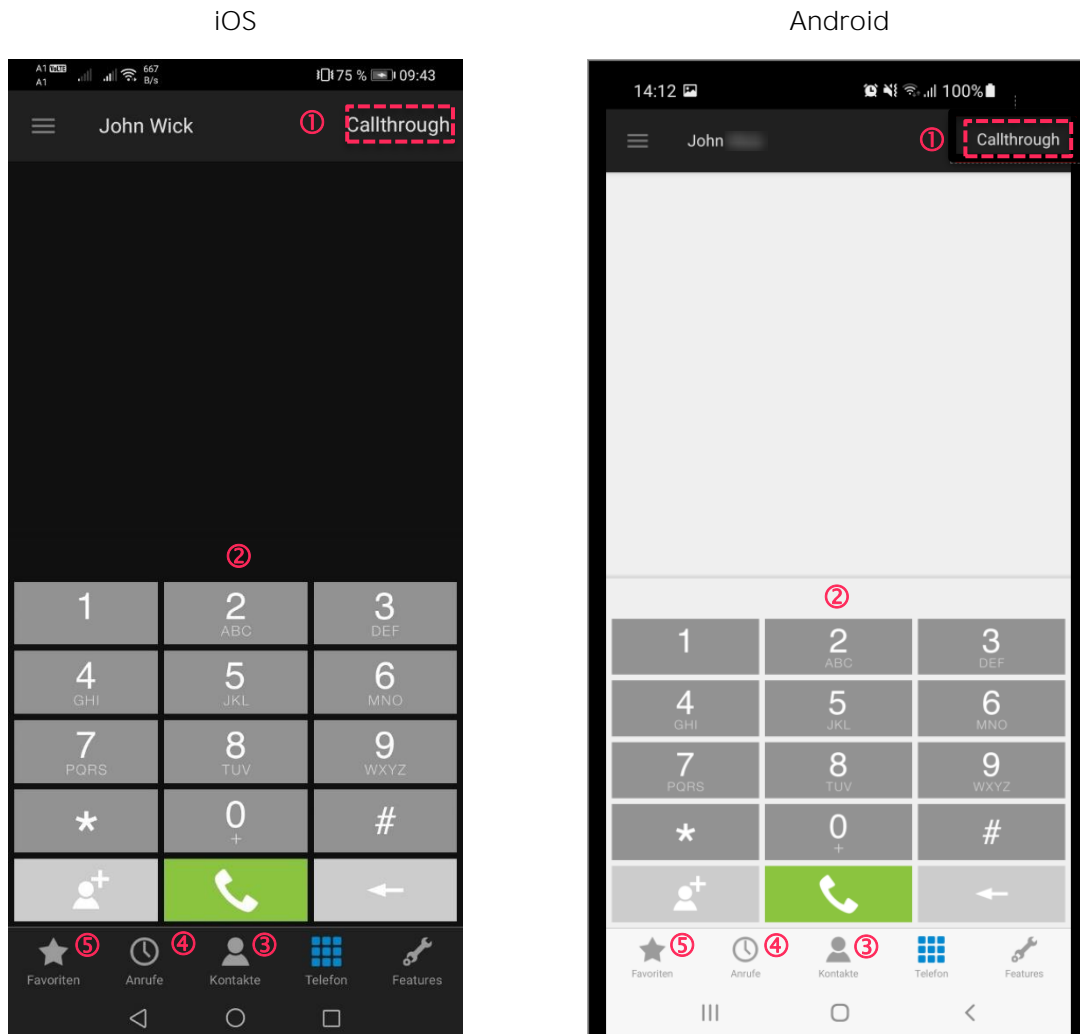 iOS
A1 VoLTE 667 75 % 09:43
A1 B/s
John Wick ① Callthrough
②
1 2 3
ABC DEF
4 5 6
GHI JKL MNO
7 8 9
PQRS TUV WXYZ
* 0 #
+
⑤ ④ ③
Favoriten Anrufe Kontakte Telefon Features
Android
14:12 100%
John ① Callthrough
②
1 2 3
ABC DEF
4 5 6
GHI JKL MNO
7 8 9
PQRS TUV WXYZ
* 0 #
+
⑤ ④ ③
Favoriten Anrufe Kontakte Telefon Features